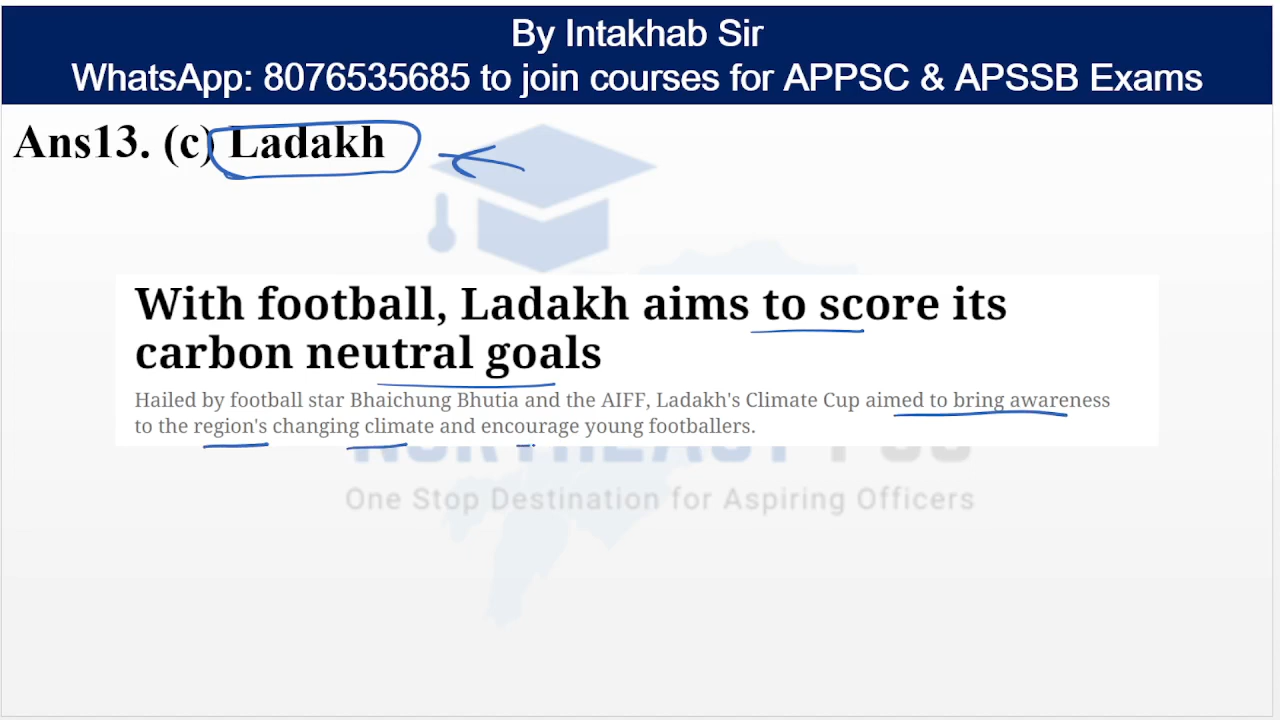 By Intakhab Sir
WhatsApp: 8076535685 to join courses for APPSC & APSSB Exams
Ans13. (c) Ladakh
With football, Ladakh aims to score its
carbon neutral goals
Hailed by football star Bhaichung Bhutia and the AIFF, Ladakh's Climate Cup aimed to bring awareness
to the region's changing climate and encourage young footballers.
One Stop Destination for Aspiring Officers